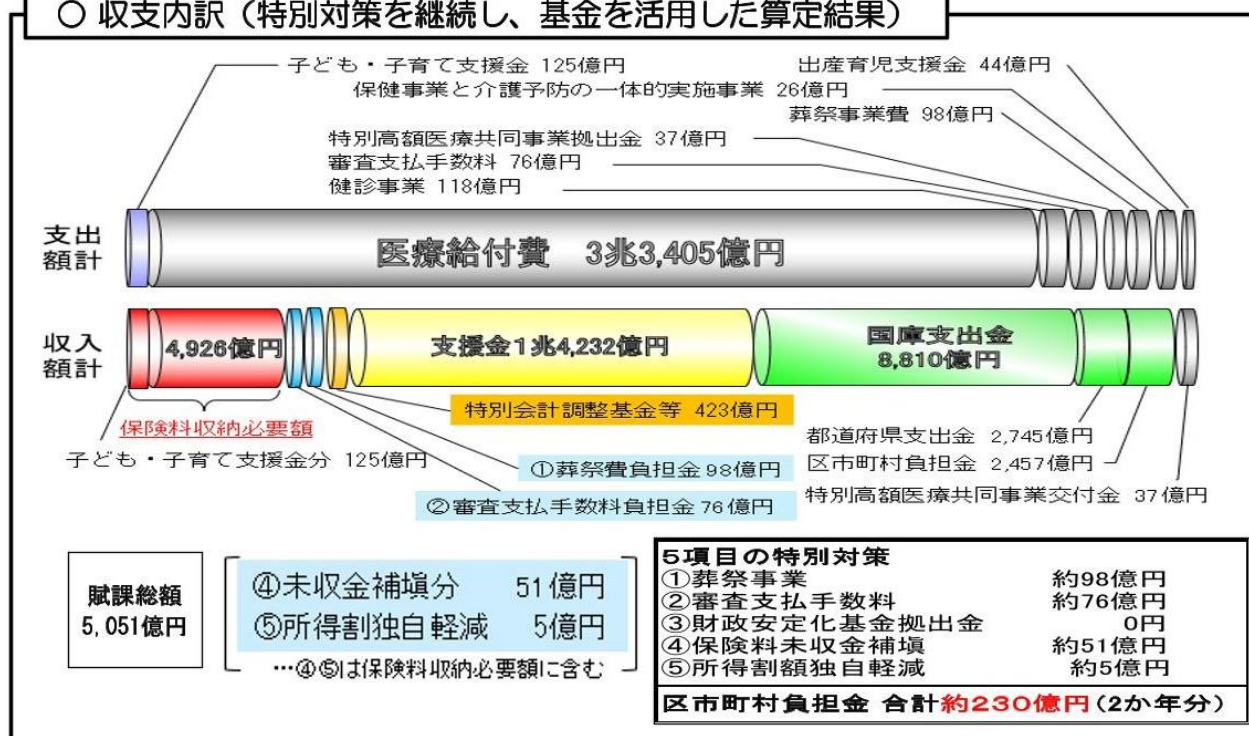 ○ 収支内訳（特別対策を継続し、基金を活用した算定結果）
子ども・子育て支援金 125億円
出産育児支援金 44億円
保健事業と介護予防の一体的実施事業 26億円
葬祭事業費 98億円
特別高額医療共同事業拠出金 37億円
審査支払手数料 76億円
健診事業 118億円
支出
額計
医療給付費 3兆3,405億円
収入
額計
4,926億円
支援金1兆4,232億円
国庫支出金
8,810億円
特別会計調整基金等 423億円
保険料収納必要額
都道府県支出金 2,745億円
子ども・子育て支援金分 125億円
①葬祭費負担金98億円
区市町村負担金 2,457億円
②審査支払手数料負担金76億円
特別高額医療共同事業交付金 37億円
賦課総額
5,051億円
④未収金補填分 51億円
⑤所得割独自軽減 5億円
…④⑤は保険料収納必要額に含む
5項目の特別対策
①葬祭事業 約98億円
②審査支払手数料 約76億円
③財政安定化基金拠出金 0円
④保険料未収金補填 約51億円
⑤所得割額独自軽減 約5億円
区市町村負担金 合計約230億円(2か年分)